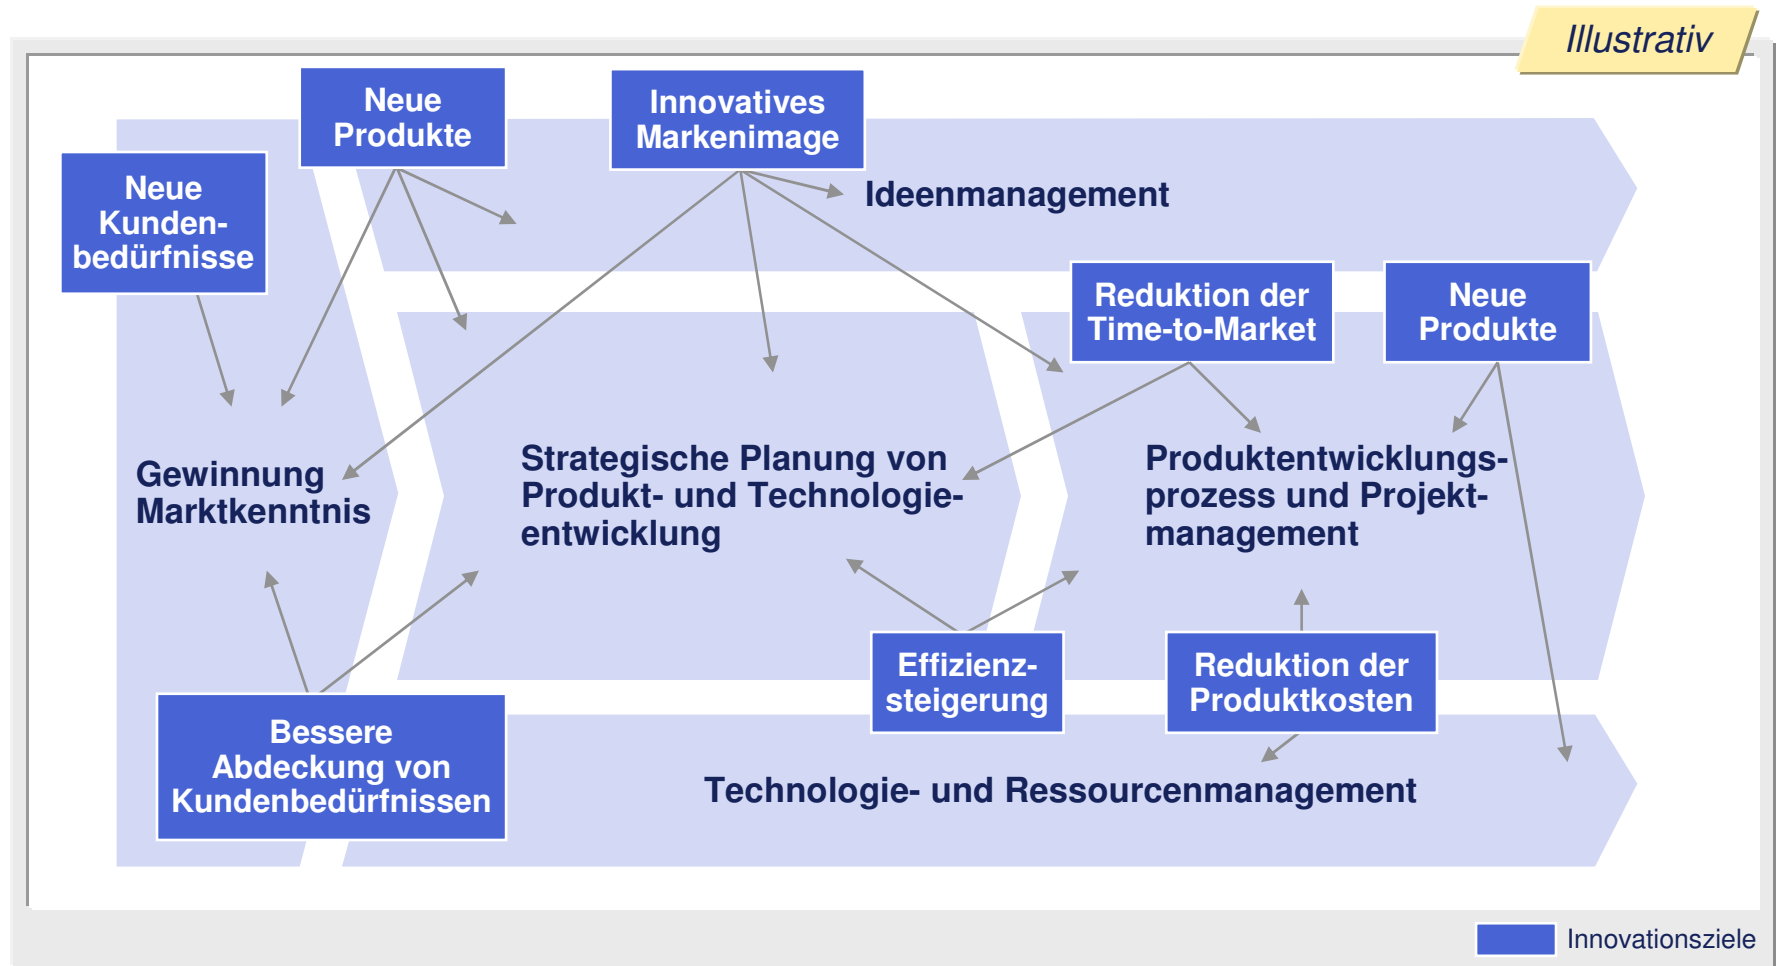 Illustrativ
Neue
Produkte
Innovatives
Markenimage
Neue
Kunden-
bedürfnisse
Ideenmanagement
Reduktion der
Time-to-Market
Neue
Produkte
Gewinnung
Marktkenntnis
Strategische Planung von
Produkt- und Technologie-
entwicklung
Produktentwicklungs-
prozess und Projekt-
management
Effizienz-
steigerung
Reduktion der
Produktkosten
Bessere
Abdeckung von
Kundenbedürfnissen
Technologie- und Ressourcenmanagement
Innovationsziele